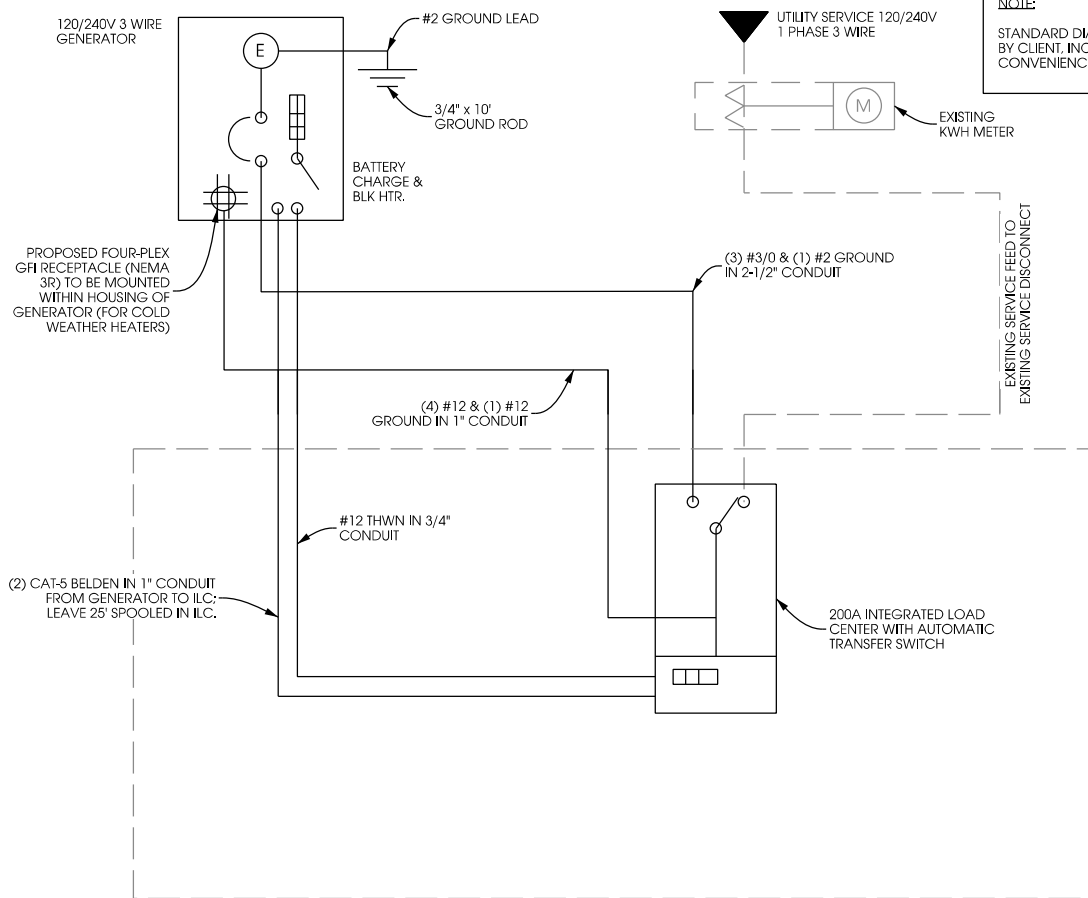 120/240V 3 WIRE
GENERATOR
E
#2 GROUND LEAD
3/4" x 10'
GROUND ROD
BATTERY
CHARGE &
BLK HTR.
UTILITY SERVICE 120/240V
1 PHASE 3 WIRE
M
EXISTING
KWH METER
NOTE:
STANDARD DIA
BY CLIENT, INC
CONVENIENC
PROPOSED FOUR-PLEX
GFI RECEPTACLE (NEMA
3R) TO BE MOUNTED
WITHIN HOUSING OF
GENERATOR (FOR COLD
WEATHER HEATERS)
(3) #3/0 & (1) #2 GROUND
IN 2-1/2" CONDUIT
EXISTING SERVICE FEED TO
EXISTING SERVICE DISCONNECT
(4) #12 & (1) #12
GROUND IN 1" CONDUIT
#12 THWN IN 3/4"
CONDUIT
(2) CAT-5 BELDEN IN 1" CONDUIT
FROM GENERATOR TO ILC;
LEAVE 25' SPOOLED IN ILC.
200A INTEGRATED LOAD
CENTER WITH AUTOMATIC
TRANSFER SWITCH